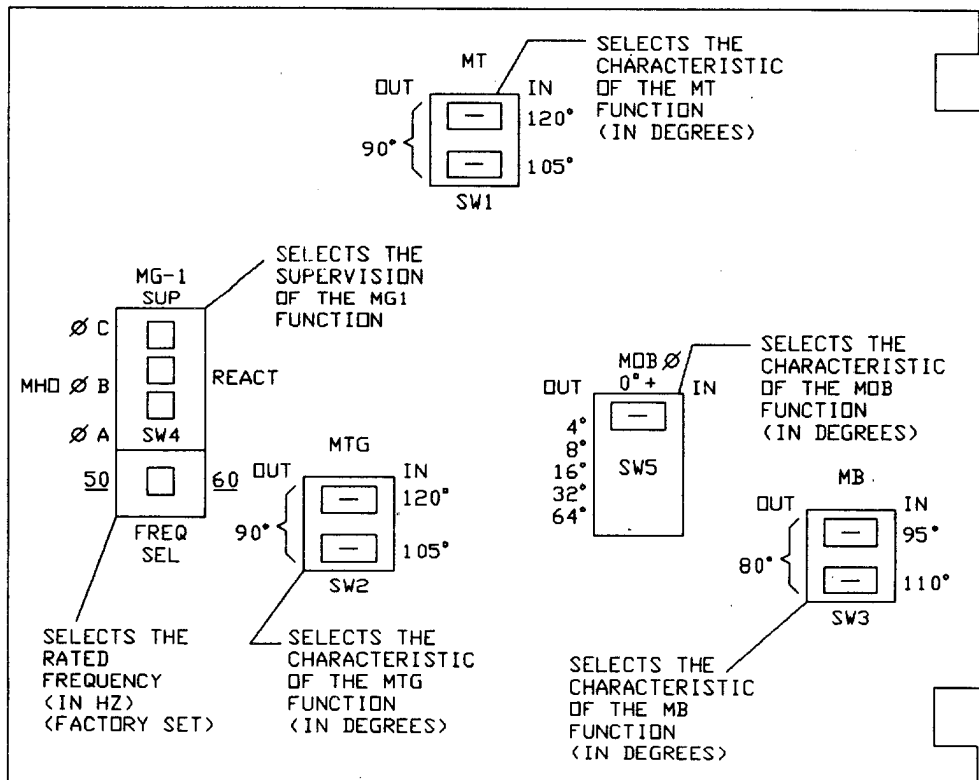 MT
OUT
IN
120°
90°
105°
SW1
SELECTS THE
CHARACTERISTIC
OF THE MT
FUNCTION
(IN DEGREES)
MG-1
SUP
Ø C
MHO Ø B
Ø A
REACT
SW4
50
60
FREQ
SEL
SELECTS THE
SUPERVISION
OF THE MG1
FUNCTION
SELECTS THE
RATED
FREQUENCY
(IN HZ)
(FACTORY SET)
MTG
OUT
IN
120°
90°
105°
SW2
SELECTS THE
CHARACTERISTIC
OF THE MTG
FUNCTION
(IN DEGREES)
MOB Ø
0° +
OUT
IN
4°
8°
16°
32°
64°
SW5
SELECTS THE
CHARACTERISTIC
OF THE MOB
FUNCTION
(IN DEGREES)
MB
OUT
IN
95°
80°
110°
SW3
SELECTS THE
CHARACTERISTIC
OF THE MB
FUNCTION
(IN DEGREES)